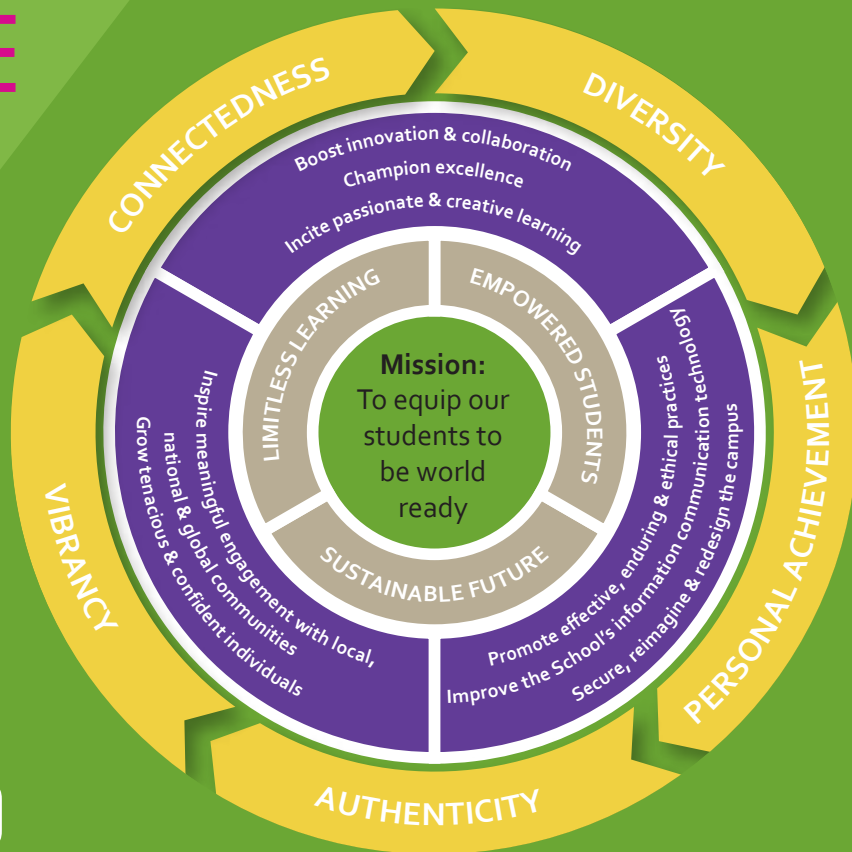 CONNECTEDNESS
DIVERSITY
PERSONAL ACHIEVEMENT
AUTHENTICITY
VIBRANCY
Boost innovation & collaboration
Champion excellence
Incite passionate & creative learning
Promote effective, enduring & ethical practices
Improve the School's information communication technology
Secure, reimagine & redesign the campus
Inspire meaningful engagement with local,
national & global communities
Grow tenacious & confident individuals
LIMITLESS LEARNING
EMPOWERED STUDENTS
SUSTAINABLE FUTURE
Mission:
To equip our
students to
be world
ready